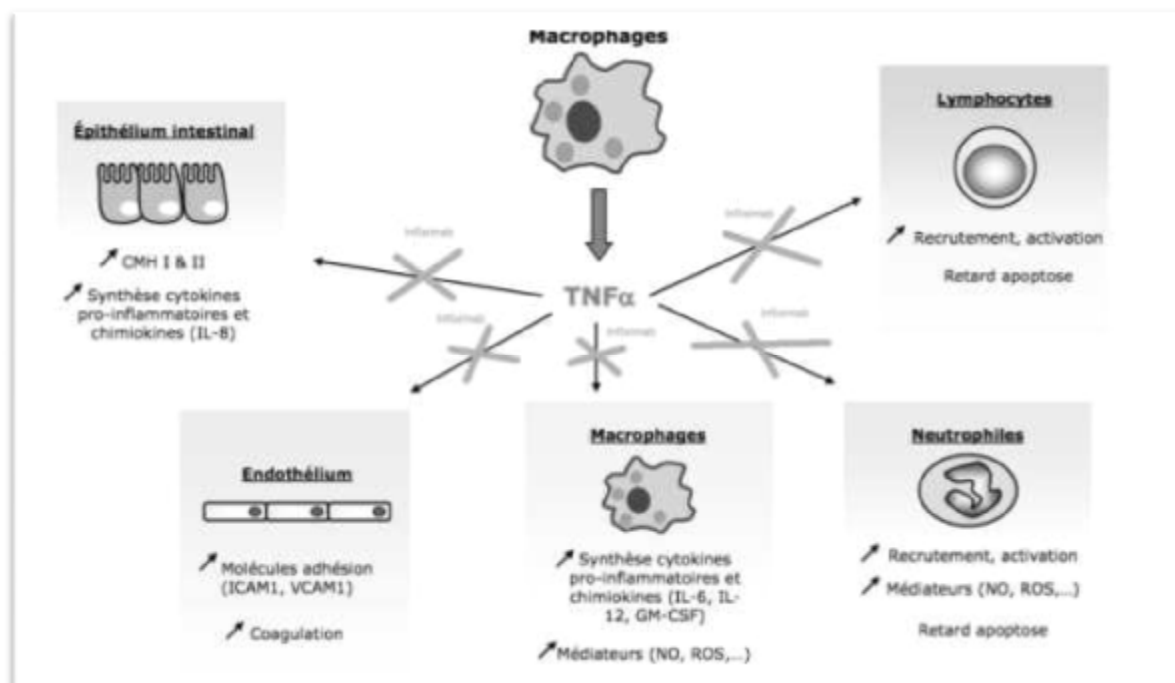 Macrophages
Épithélium intestinal
↗ CMH I & II
↗ Synthèse cytokines
pro-inflammatoires et
chimiokines (IL-8)
Lymphocytes
↗ Recrutement, activation
Retard apoptose
TNFα
Endothélium
↗ Molécules adhésion
(ICAM1, VCAM1)
↗ Coagulation
Macrophages
↗ Synthèse cytokines
pro-inflammatoires et
chimiokines (IL-6, IL-
12, GM-CSF)
↗ Médiateurs (NO, ROS,...)
Neutrophiles
↗ Recrutement, activation
↗ Médiateurs (NO, ROS,...)
Retard apoptose